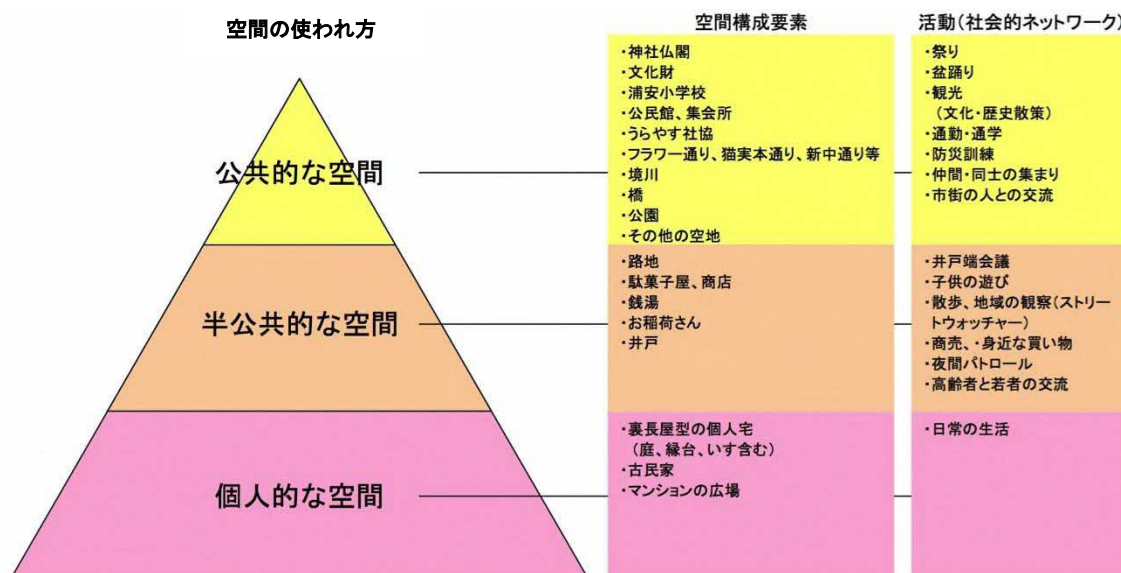 空間の使われ方
公共的な空間
半公共的な空間
個人的な空間
空間構成要素
・神社仏閣
・文化財
・浦安小学校
・公民館、集会所
・うらやす社協
・フラワー通り、猫実本通り、新中通り等
・境川
・橋
・公園
・その他の空地
・路地
・駄菓子屋、商店
・銭湯
・お稲荷さん
・井戸
・裏長屋型の個人宅
（庭、縁台、いす含む）
・古民家
・マンションの広場
活動（社会的ネットワーク）
・祭り
・盆踊り
・観光
（文化・歴史散策）
・通勤・通学
・防災訓練
・仲間・同士の集まり
・市街の人との交流
・井戸端会議
・子供の遊び
・散歩、地域の観察（ストリー
トウォッチャー）
・商売、・身近な買い物
・夜間パトロール
・高齢者と若者の交流
・日常の生活